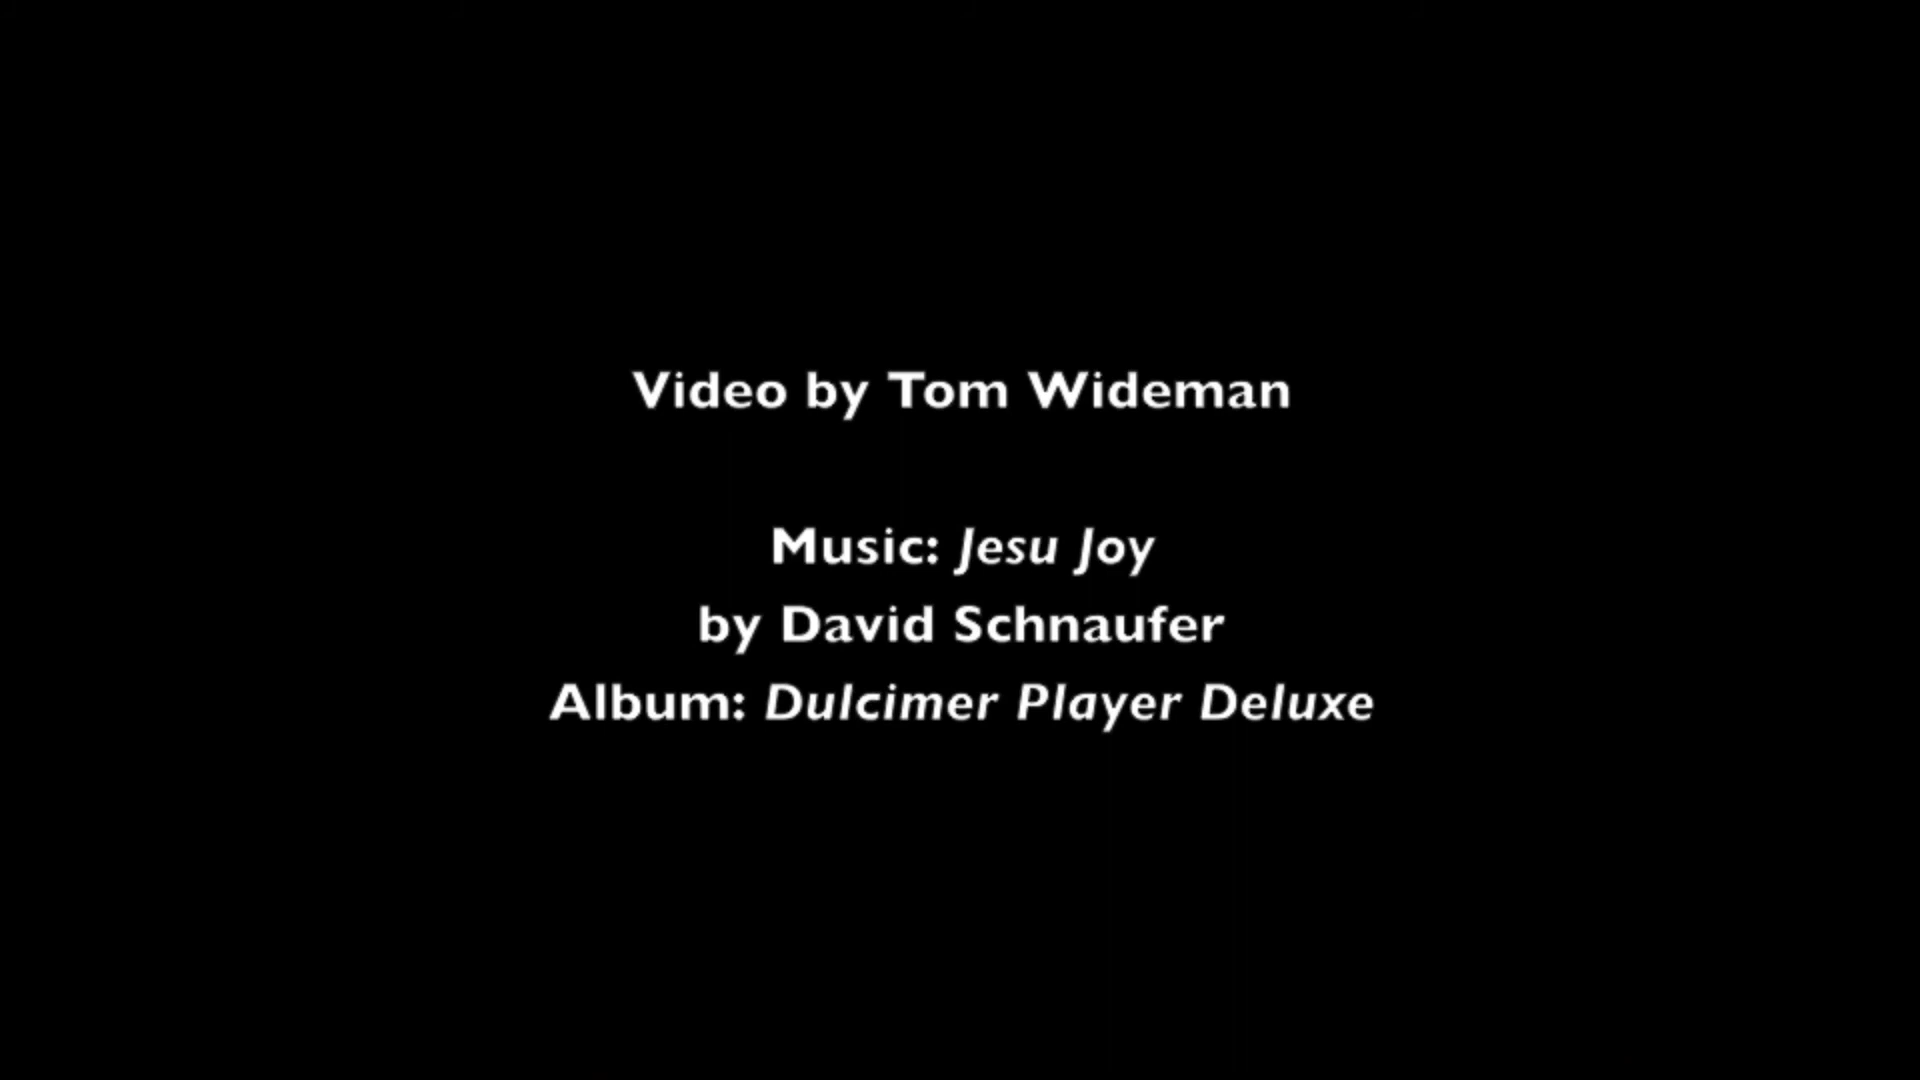 Video by Tom Wideman
Music: Jesu Joy
by David Schnaufer
Album: Dulcimer Player Deluxe